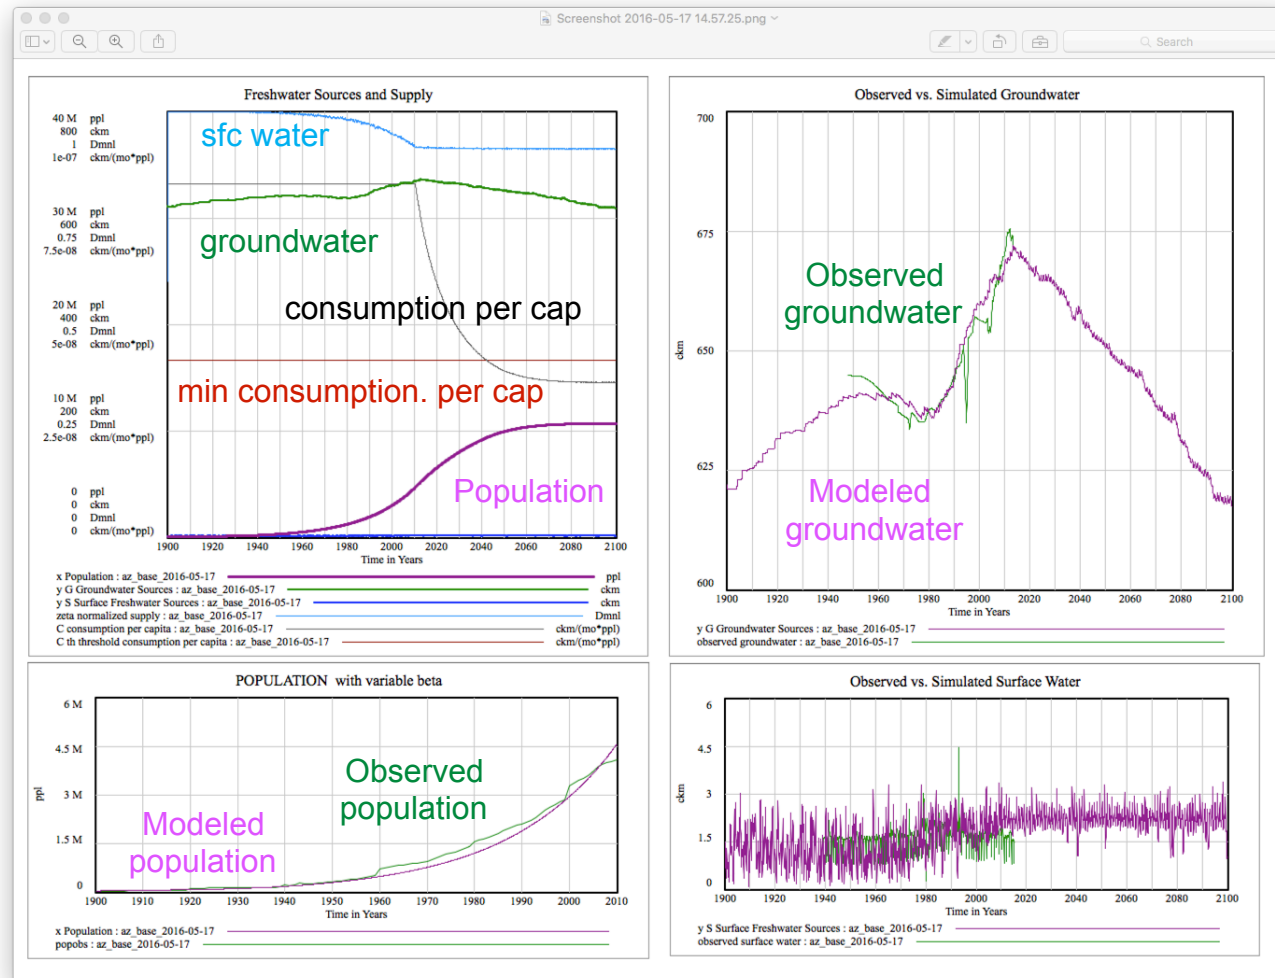 Screenshot 2016-05-17 14.57.25.png
Search
Freshwater Sources and Supply
40 M ppl
800 ckm
1 Dmnl
1e-07 ckm/(mo*ppl)
30 M ppl
600 ckm
0.75 Dmnl
7.5e-08 ckm/(mo*ppl)
20 M ppl
400 ckm
0.5 Dmnl
5e-08 ckm/(mo*ppl)
10 M ppl
200 ckm
0.25 Dmnl
2.5e-08 ckm/(mo*ppl)
0 ppl
0 ckm
0 Dmnl
0 ckm/(mo*ppl)
sfc water
groundwater
consumption per cap
min consumption. per cap
Population
1900 1920 1940 1960 1980 2000 2020 2040 2060 2080 2100
Time in Years
x Population : az_base_2016-05-17 ppl
y G Groundwater Sources : az_base_2016-05-17 ckm
y S Surface Freshwater Sources : az_base_2016-05-17 ckm
zeta normalized supply : az_base_2016-05-17 Dmnl
C consumption per capita : az_base_2016-05-17 ckm/(mo*ppl)
C th threshold consumption per capita : az_base_2016-05-17 ckm/(mo*ppl)
Observed vs. Simulated Groundwater
700
675
650
625
600
ckm
Observed
groundwater
Modeled
groundwater
1900 1920 1940 1960 1980 2000 2020 2040 2060 2080 2100
Time in Years
y G Groundwater Sources : az_base_2016-05-17
observed groundwater : az_base_2016-05-17
POPULATION with variable beta
6 M
4.5 M
3 M
1.5 M
0
ppl
Observed
population
Modeled
population
1900 1910 1920 1930 1940 1950 1960 1970 1980 1990 2000 2010
Time in Years
x Population : az_base_2016-05-17
popobs : az_base_2016-05-17
Observed vs. Simulated Surface Water
6
4.5
3
1.5
0
ckm
1900 1920 1940 1960 1980 2000 2020 2040 2060 2080 2100
Time in Years
y S Surface Freshwater Sources : az_base_2016-05-17
observed surface water : az_base_2016-05-17